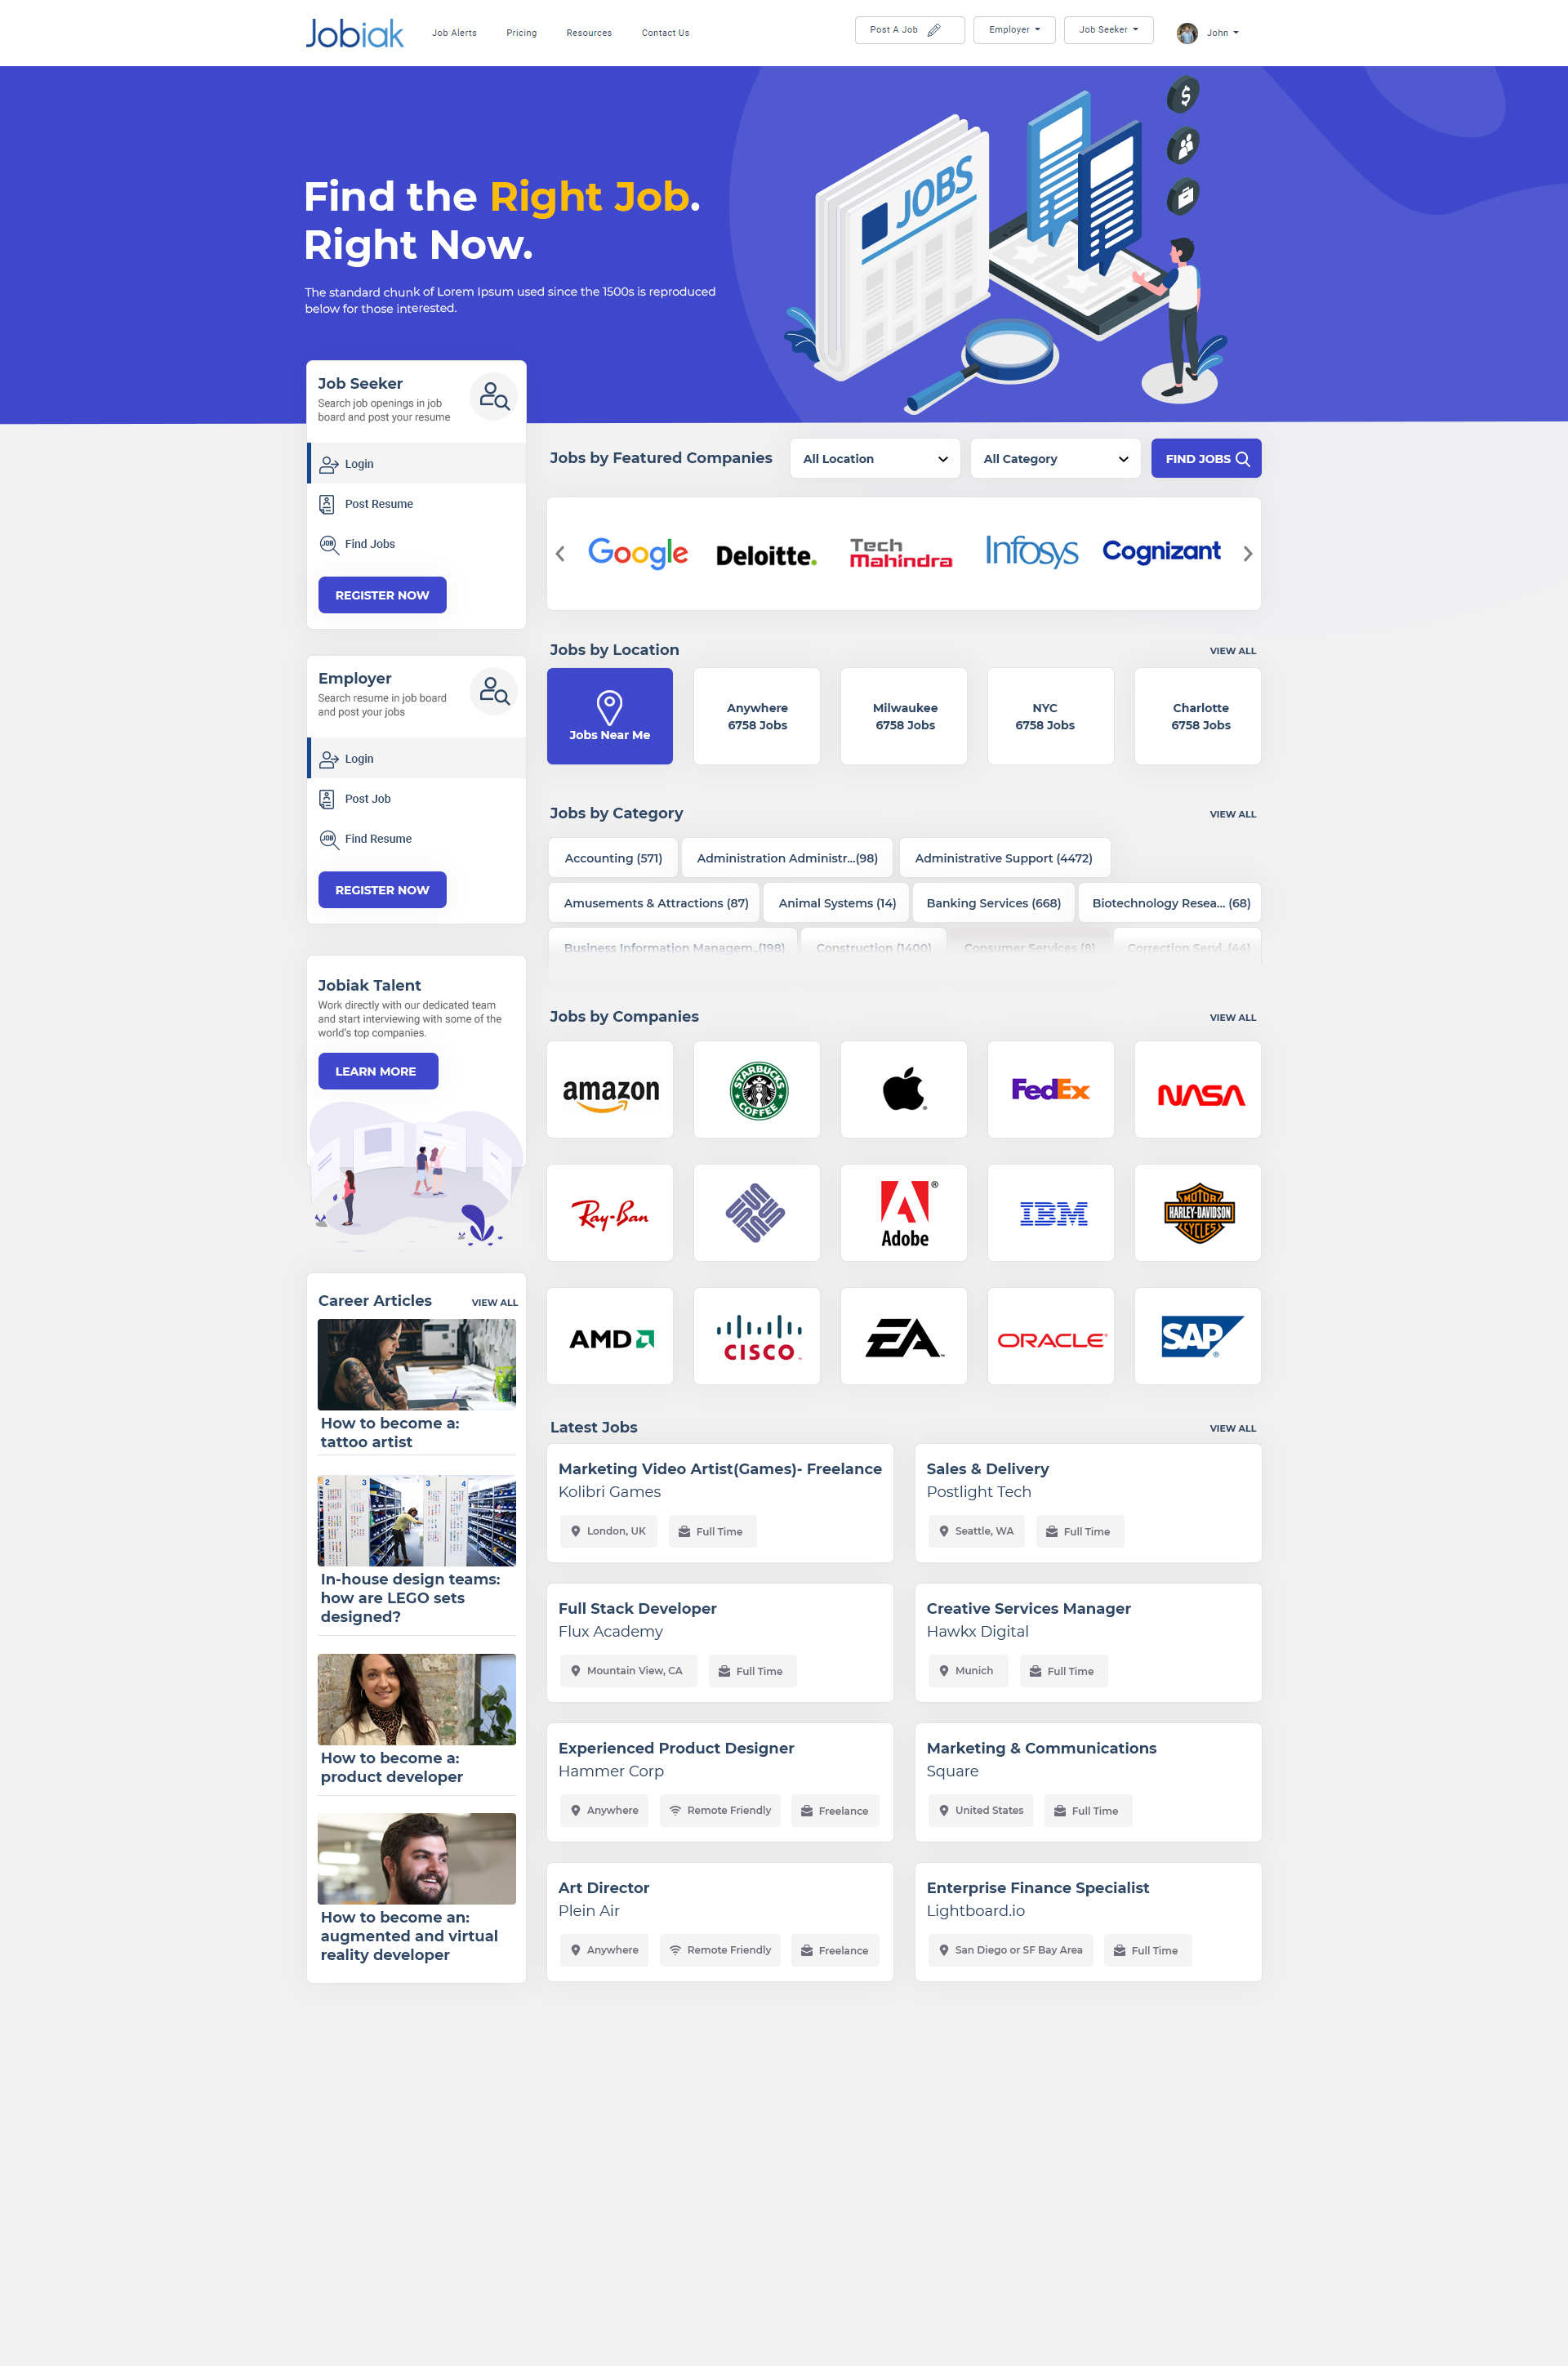 Jobiak
Job Alerts
Pricing
Resources
Contact Us
Post A Job
Employer
Job Seeker
John
Find the Right Job.
Right Now.
The standard chunk of Lorem Ipsum used since the 1500s is reproduced
below for those interested.
JOBS
$
Job Seeker
Search job openings in job
board and post your resume
Login
Post Resume
JOB
Find Jobs
REGISTER NOW
Employer
Search resume in job board
and post your jobs
Login
Post Job
JOB
Find Resume
REGISTER NOW
Jobiak Talent
Work directly with our dedicated team
and start interviewing with some of the
world's top companies.
LEARN MORE
Career Articles
VIEW ALL
How to become a:
tattoo artist
2 3 3 4
In-house design teams:
how are LEGO sets
designed?
How to become a:
product developer
How to become an:
augmented and virtual
reality developer
Jobs by Featured Companies
All Location
All Category
FIND JOBS
Google
Deloitte.
Tech
Mahindra
Infosys
Cognizant
Jobs by Location
VIEW ALL
Jobs Near Me
Anywhere
6758 Jobs
Milwaukee
6758 Jobs
NYC
6758 Jobs
Charlotte
6758 Jobs
Jobs by Category
VIEW ALL
Accounting (571)
Administration Administr...(98)
Administrative Support (4472)
Amusements & Attractions (87)
Animal Systems (14)
Banking Services (668)
Biotechnology Resea... (68)
Business Information Managem..(198)
Construction (1400)
Consumer Services (8)
Correction Servi..(44)
Jobs by Companies
VIEW ALL
amazon
STARBUCKS
COFFEE
®
FedEx
NASA
Ray-Ban
Adobe ®
IBM
MOTOR
HARLEY-DAVIDSON
CYCLES
AMD
CISCO ™
EA ™
ORACLE ®
SAP ®
Latest Jobs
VIEW ALL
Marketing Video Artist(Games)- Freelance
Kolibri Games
London, UK
Full Time
Sales & Delivery
Postlight Tech
Seattle, WA
Full Time
Full Stack Developer
Flux Academy
Mountain View, CA
Full Time
Creative Services Manager
Hawkx Digital
Munich
Full Time
Experienced Product Designer
Hammer Corp
Anywhere
Remote Friendly
Freelance
Marketing & Communications
Square
United States
Full Time
Art Director
Plein Air
Anywhere
Remote Friendly
Freelance
Enterprise Finance Specialist
Lightboard.io
San Diego or SF Bay Area
Full Time